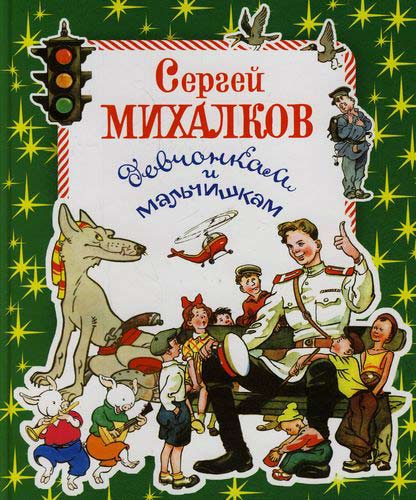 Сергей
МИХАЛКОВ
Девчонкам
и
мальчишкам